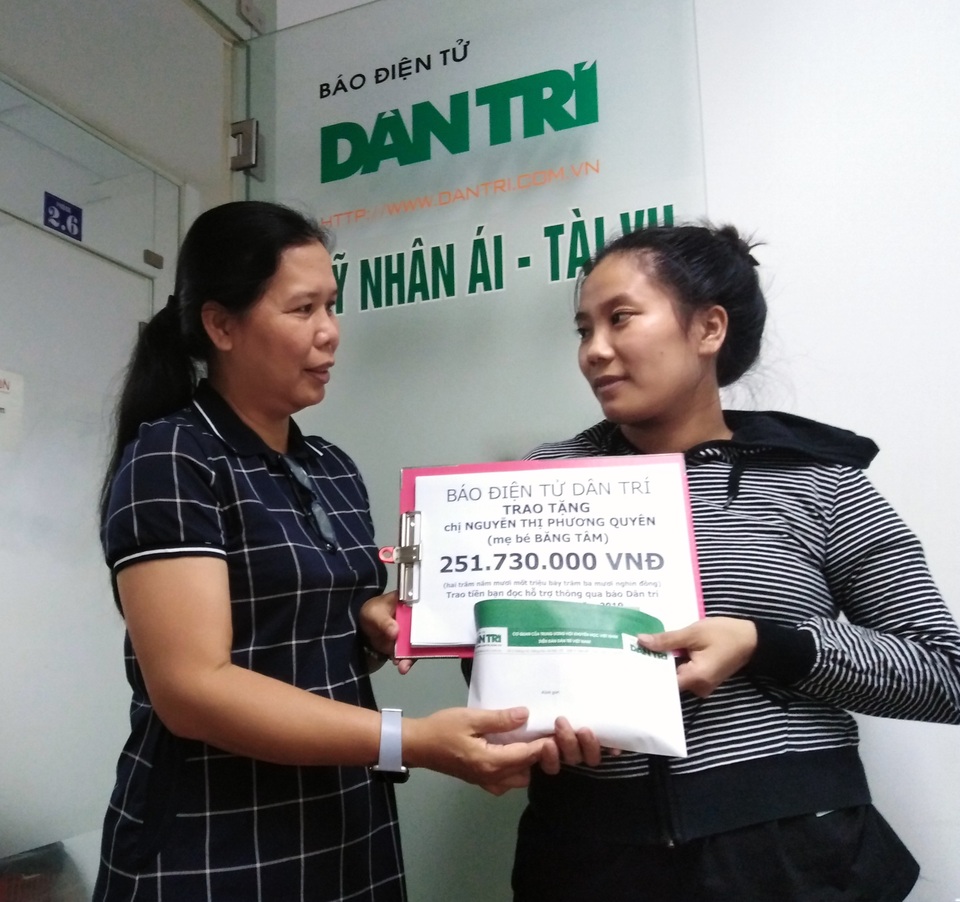 BÁO ĐIỆN TỬ
DÂN TRÍ
HTTP://WWW.DANTRI.COM.VN
NHÂN ÁI - TÀI VỤ
2.6
BÁO ĐIỆN TỬ DÂN TRÍ
TRAO TẶNG
chị NGUYỄN THỊ PHƯƠNG QUYÊN
(mẹ bé BĂNG TÂM)
251.730.000 VNĐ
(hai trăm năm mươi mốt triệu bảy trăm ba mươi nghìn đồng)
Trao tiền bạn đọc hỗ trợ thông qua báo Dân trí
DÂN TRÍ